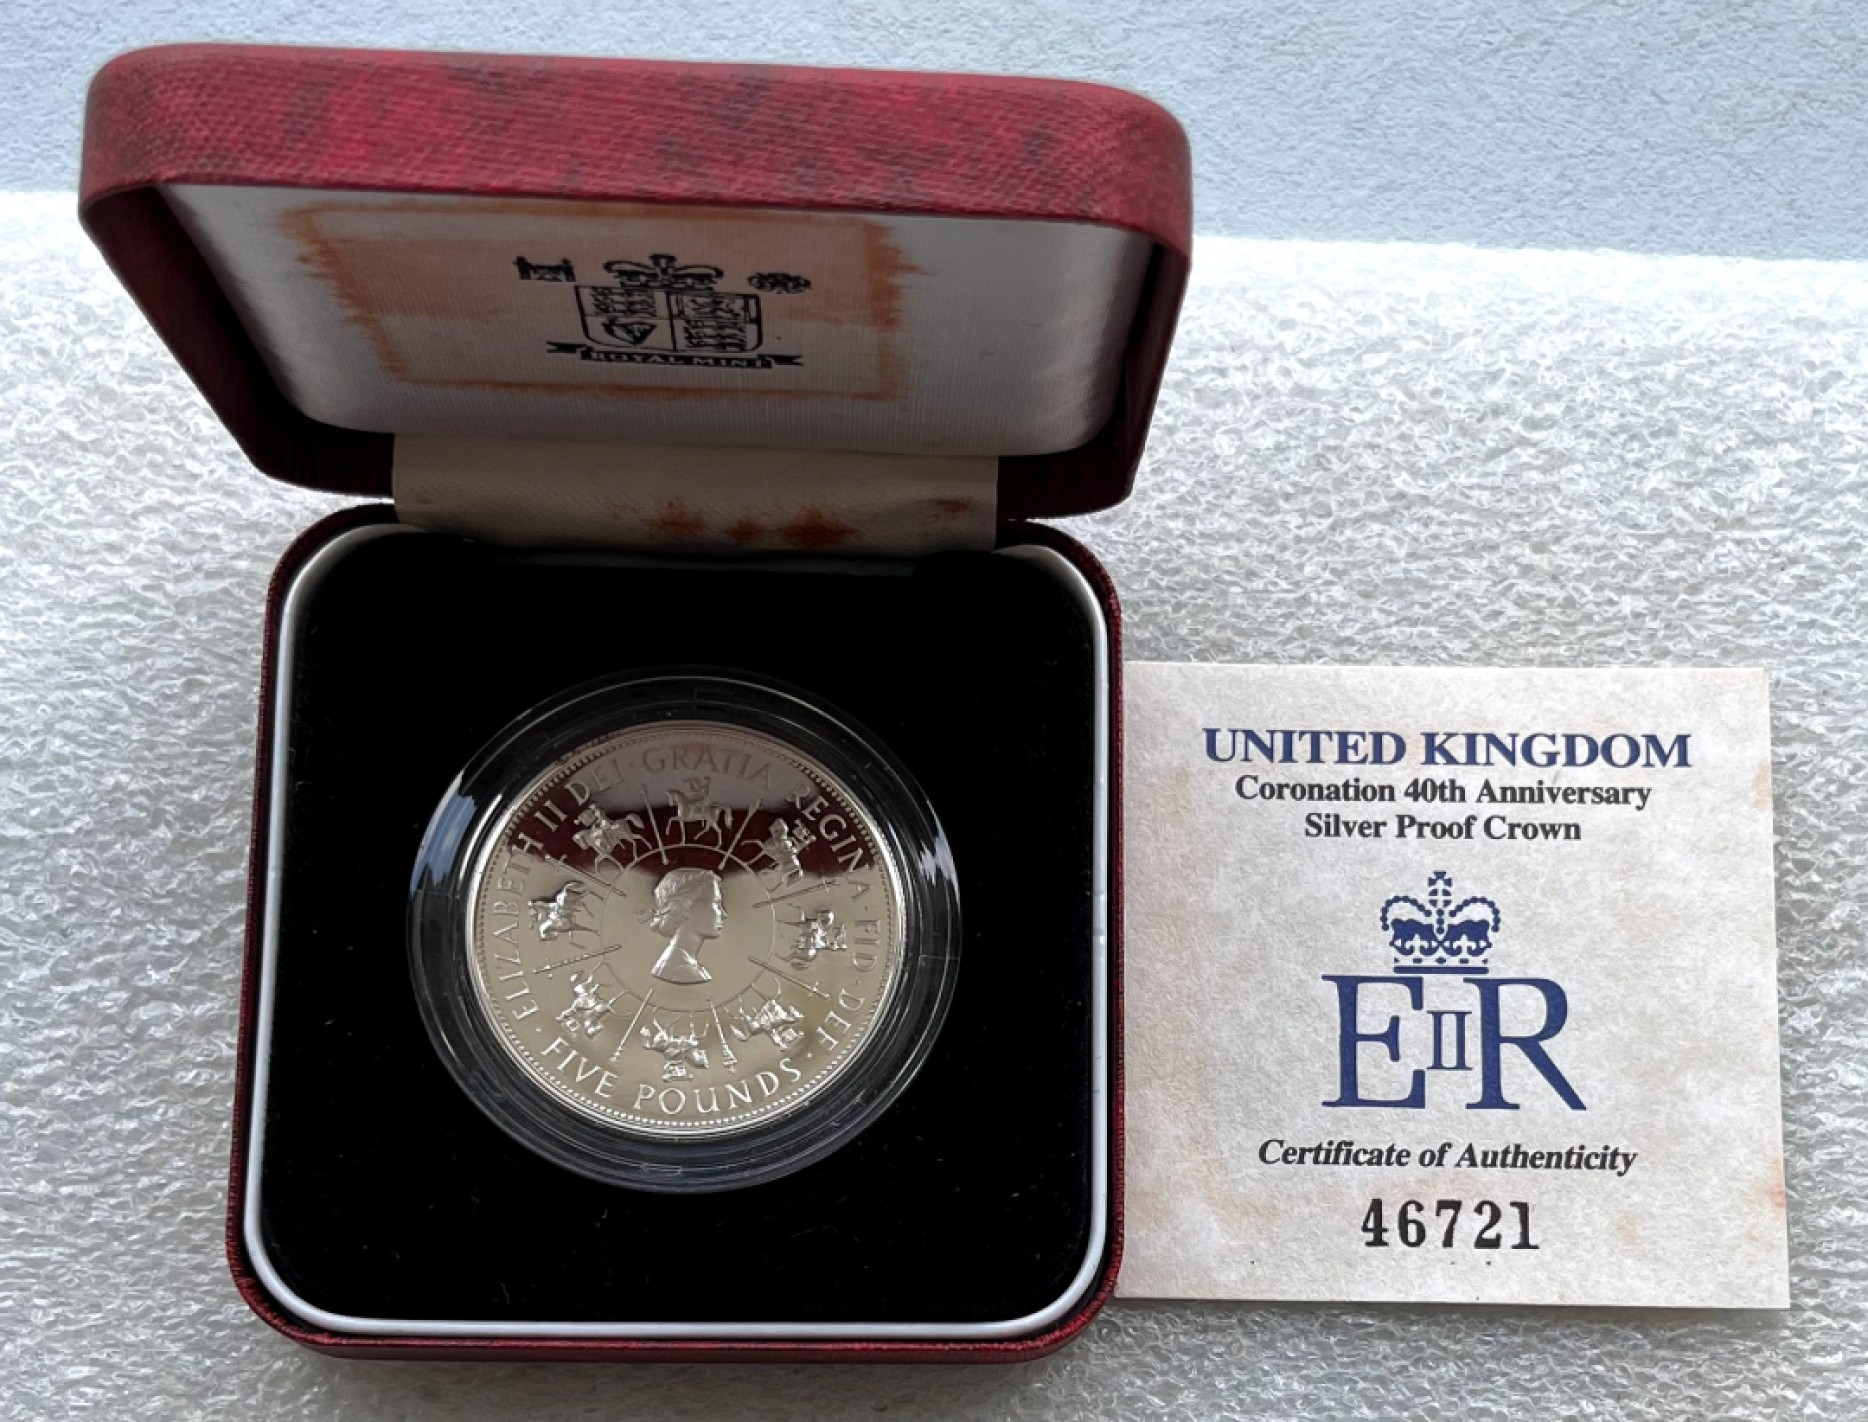 ROYAL MINT
ELIZABETH II DEI · GRATIA REGINA · FID · DEF ·
FIVE POUNDS
UNITED KINGDOM
Coronation 40th Anniversary
Silver Proof Crown
EIIR
Certificate of Authenticity
46721